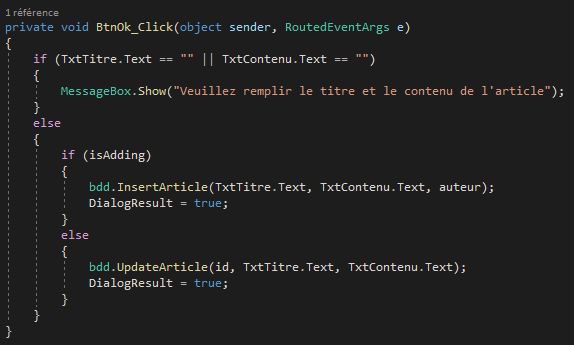 1 référence
private void BtnOk_Click(object sender, RoutedEventArgs e)
{
    if (TxtTitre.Text == "" || TxtContenu.Text == "")
    {
        MessageBox.Show("Veuillez remplir le titre et le contenu de l'article");
    }
    else
    {
        if (isAdding)
        {
            bdd.InsertArticle(TxtTitre.Text, TxtContenu.Text, auteur);
            DialogResult = true;
        }
        else
        {
            bdd.UpdateArticle(id, TxtTitre.Text, TxtContenu.Text);
            DialogResult = true;
        }
    }
}